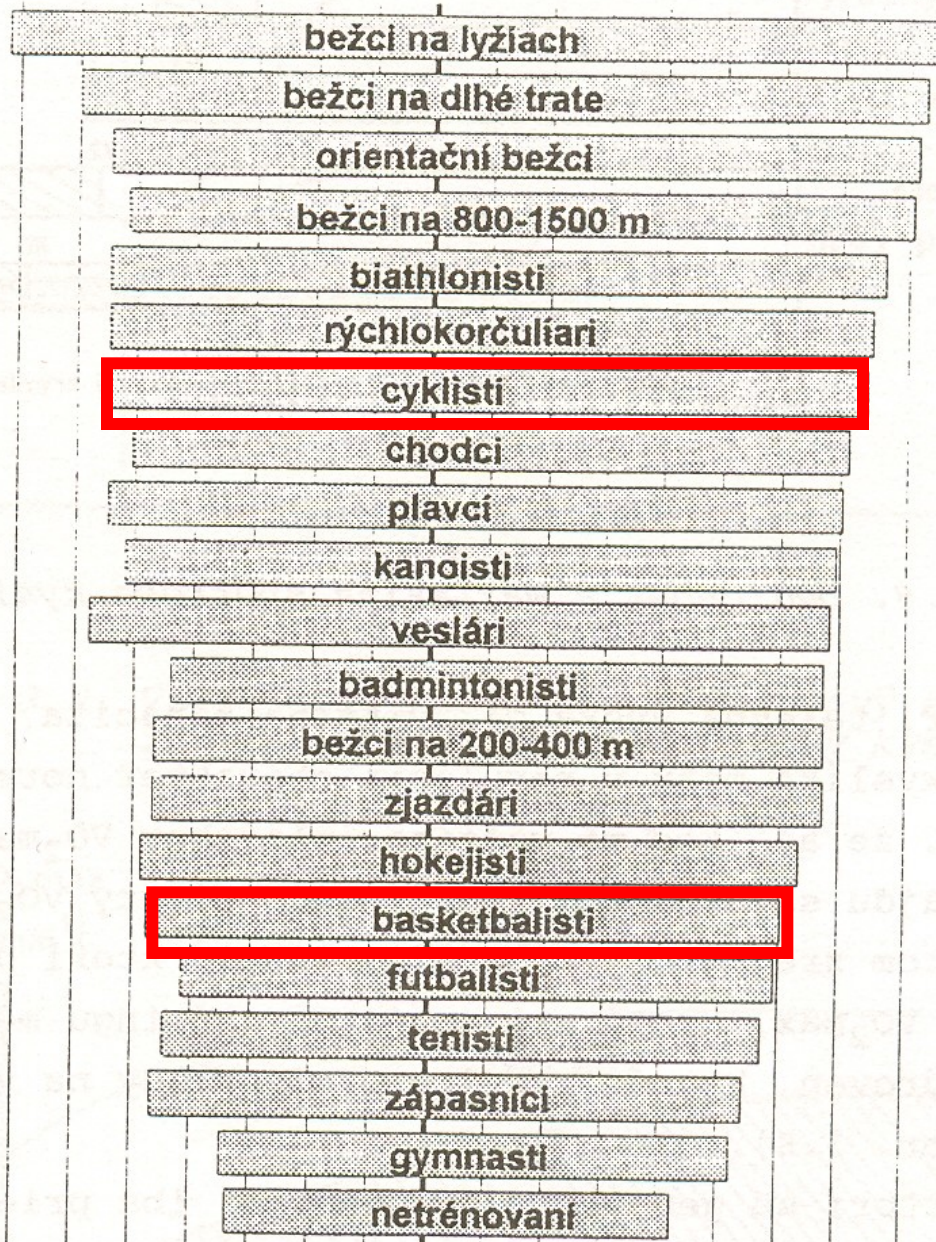 bežci na lyžiach
bežci na dlhé trate
orientační bežci
bežci na 800-1500 m
biathlonisti
rýchlokorčuliari
cyklisti
chodci
plavci
kanoisti
veslári
badmintonisti
bežci na 200-400 m
zjazdári
hokejisti
basketbalisti
futbalisti
tenisti
zápasníci
gymnasti
netrénovaní